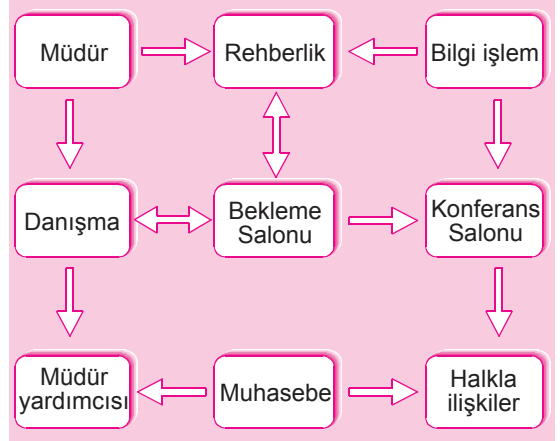 Müdür
Rehberlik
Bilgi işlem
Danışma
Bekleme
Salonu
Konferans
Salonu
Müdür
yardımcısı
Muhasebe
Halkla
ilişkiler